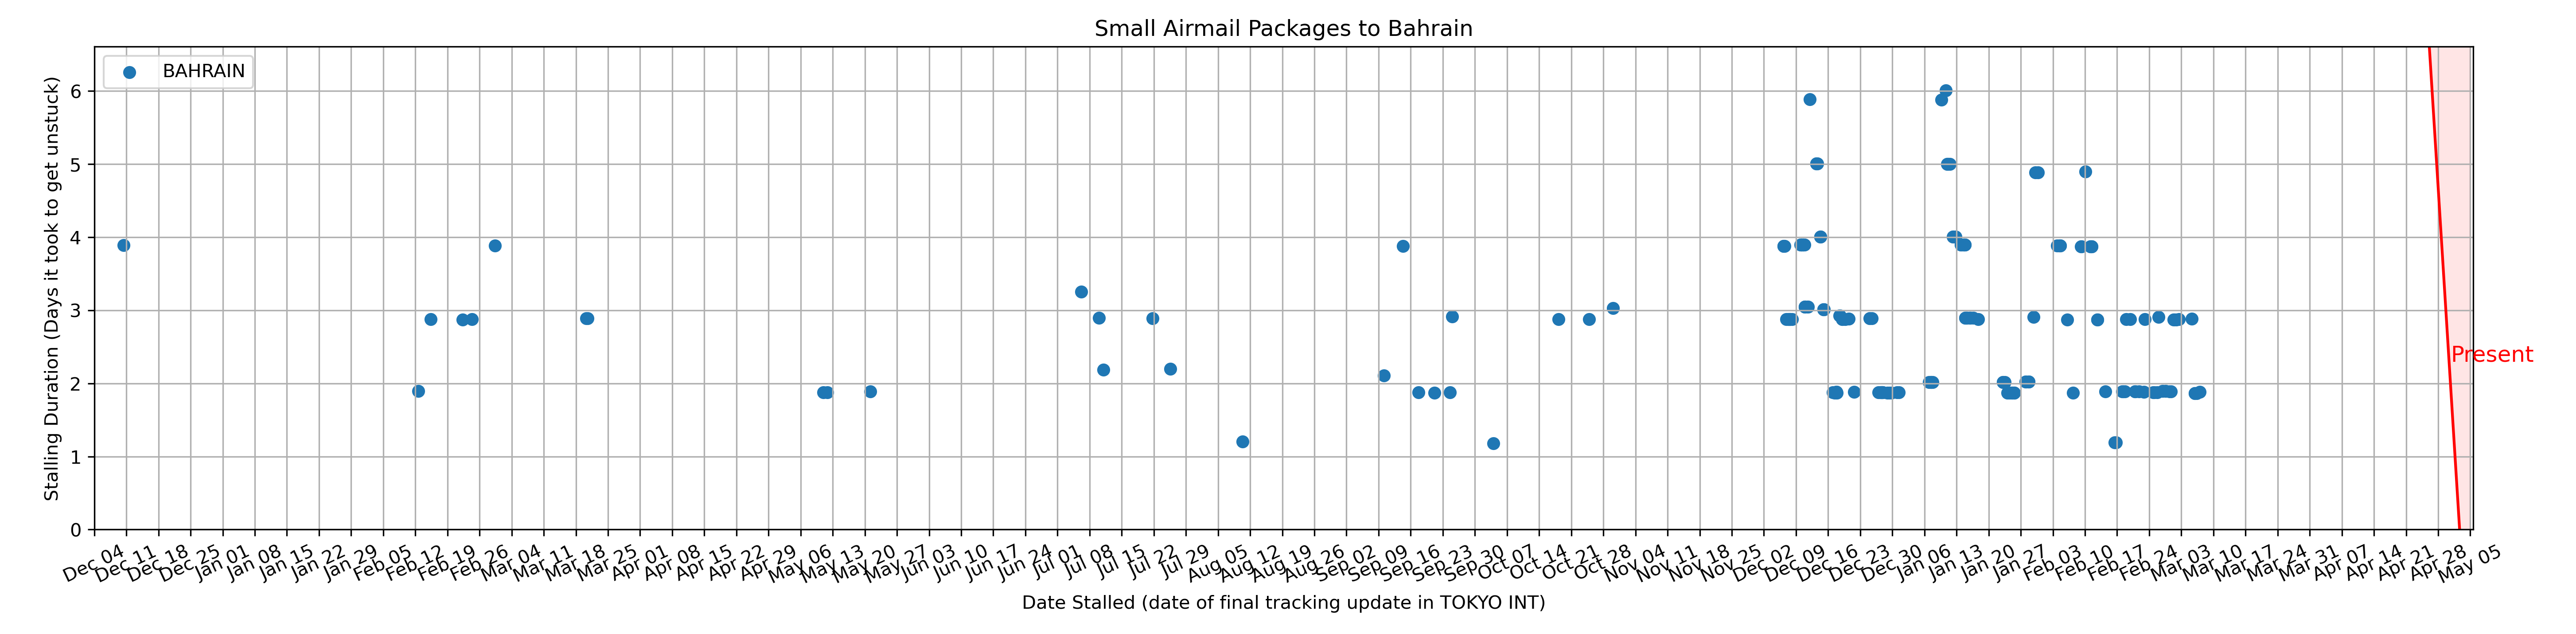 Small Airmail Packages to Bahrain
BAHRAIN
Stalling Duration (Days it took to get unstuck)
6
5
4
3
2
1
0
Present
Dec 04
Dec 11
Dec 18
Dec 25
Jan 01
Jan 08
Jan 15
Jan 22
Jan 29
Feb 05
Feb 12
Feb 19
Feb 26
Mar 04
Mar 11
Mar 18
Mar 25
Apr 01
Apr 08
Apr 15
Apr 22
Apr 29
May 06
May 13
May 20
May 27
Jun 03
Jun 10
Jun 17
Jun 24
Jul 01
Jul 08
Jul 15
Jul 22
Jul 29
Aug 05
Aug 12
Aug 19
Aug 26
Sep 02
Sep 09
Sep 16
Sep 23
Sep 30
Oct 07
Oct 14
Oct 21
Oct 28
Nov 04
Nov 11
Nov 18
Nov 25
Dec 02
Dec 09
Dec 16
Dec 23
Dec 30
Jan 06
Jan 13
Jan 20
Jan 27
Feb 03
Feb 10
Feb 17
Feb 24
Mar 03
Mar 10
Mar 17
Mar 24
Mar 31
Apr 07
Apr 14
Apr 21
Apr 28
May 05
Date Stalled (date of final tracking update in TOKYO INT)